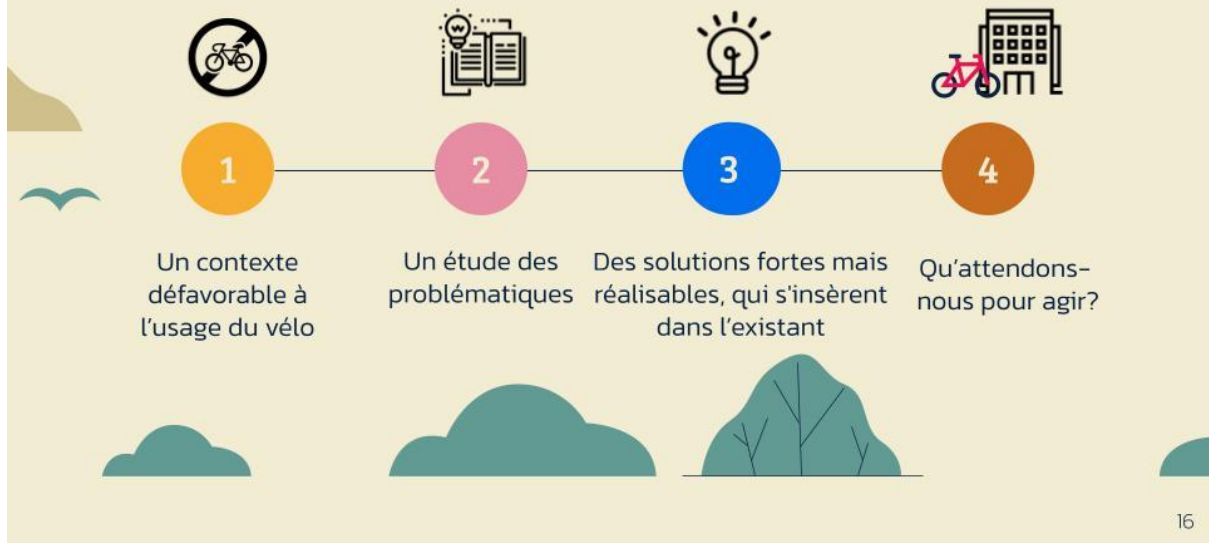 1
2
3
4
Un contexte
défavorable à
l'usage du vélo
Un étude des
problématiques
Des solutions fortes mais
réalisables, qui s'insèrent
dans l'existant
Qu'attendons-
nous pour agir?
16